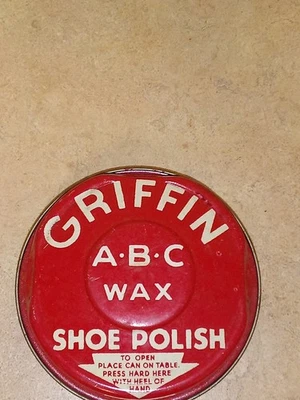 GRIFFIN
A·B·C
WAX
SHOE POLISH
TO OPEN
PLACE CAN ON TABLE.
PRESS HARD HERE
WITH HEEL OF
HAND